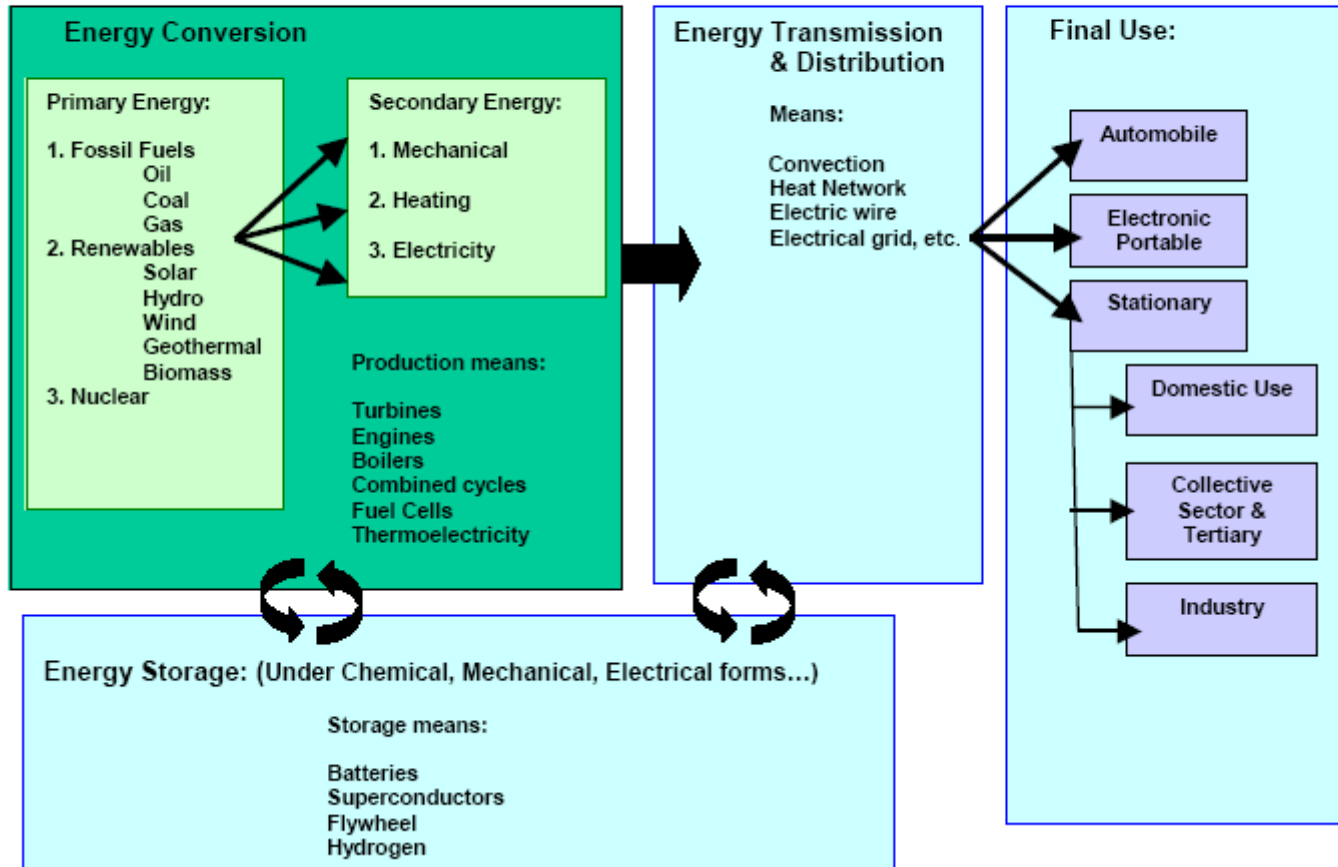 Energy Conversion
Primary Energy:
1. Fossil Fuels
Oil
Coal
Gas
2. Renewables
Solar
Hydro
Wind
Geothermal
Biomass
3. Nuclear
Secondary Energy:
1. Mechanical
2. Heating
3. Electricity
Production means:
Turbines
Engines
Boilers
Combined cycles
Fuel Cells
Thermoelectricity
Energy Transmission
& Distribution
Means:
Convection
Heat Network
Electric wire
Electrical grid, etc.
Final Use:
Automobile
Electronic
Portable
Stationary
Domestic Use
Collective
Sector &
Tertiary
Industry
Energy Storage: (Under Chemical, Mechanical, Electrical forms...)
Storage means:
Batteries
Superconductors
Flywheel
Hydrogen